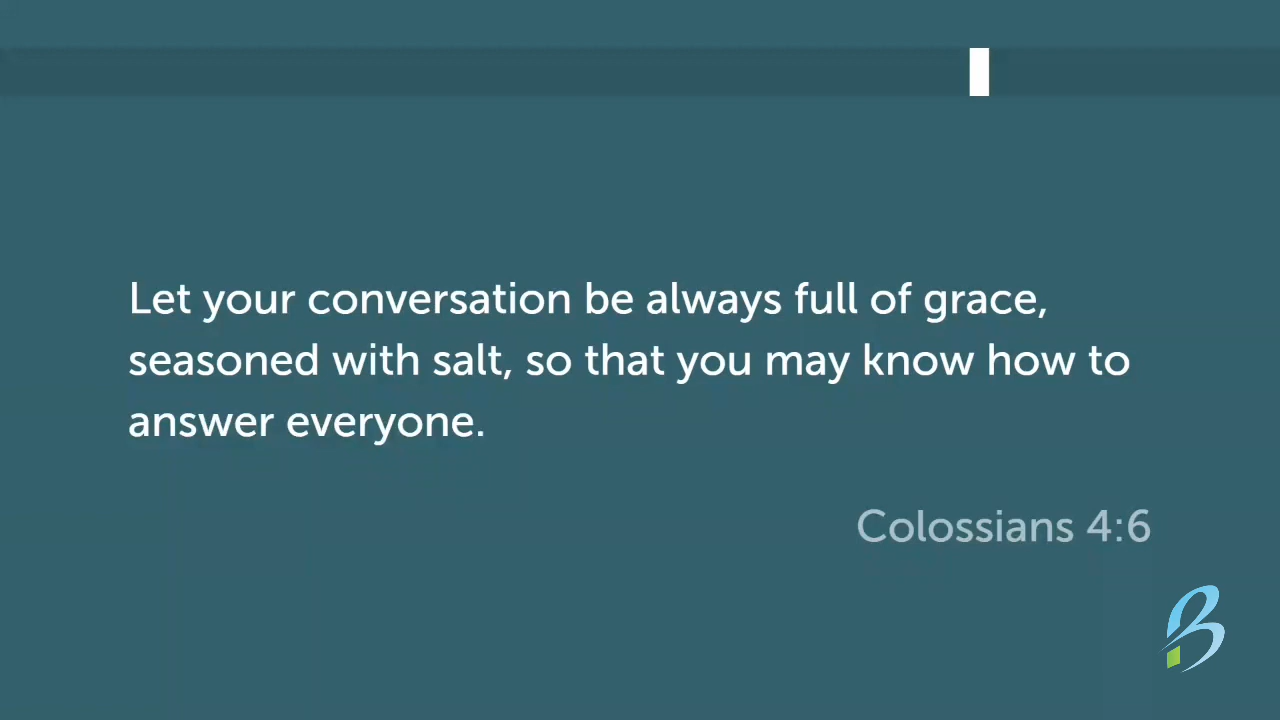 Let your conversation be always full of grace,
seasoned with salt, so that you may know how to
answer everyone.
Colossians 4:6
B